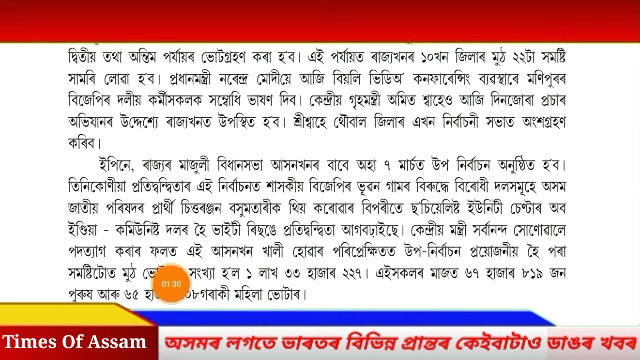 দ্বিতীয় তথা অন্তিম পৰ্যায়ৰ ভোটগ্ৰহণ কৰা হ'ব। এই পৰ্যায়ত ৰাজ্যখনৰ ১০খন জিলাৰ মুঠ ২২টা সমষ্টি
সামৰি লোৱা হ'ব। প্ৰধানমন্ত্ৰী নৰেন্দ্ৰ মোদীয়ে আজি বিয়লি ভিডিঅ' কনফাৰেন্সিং ব্যৱস্থাৰে মণিপুৰৰ
বিজেপিৰ দলীয় কৰ্মীসকলক সম্বোধি ভাষণ দিব। কেন্দ্ৰীয় গৃহমন্ত্ৰী অমিত শ্বাহেও আজি দিনজোৰা প্ৰচাৰ
অভিযানৰ উদ্দেশ্যে ৰাজ্যখনত উপস্থিত হ'ব। শ্ৰীশ্বাহে থৌবাল জিলাৰ এখন নিৰ্বাচনী সভাত অংশগ্ৰহণ
কৰিব।
ইপিনে, ৰাজ্যৰ মাজুলী বিধানসভা আসনখনৰ বাবে অহা ৭ মাৰ্চত উপ নিৰ্বাচন অনুষ্ঠিত হ'ব।
তিনিকোণীয়া প্ৰতিদ্বন্দ্বিতাৰ এই নিৰ্বাচনত শাসকীয় বিজেপিৰ ভূৱন গামৰ বিৰুদ্ধে বিৰোধী দলসমূহে অসম
জাতীয় পৰিষদৰ প্ৰাৰ্থী চিত্তৰঞ্জন বসুমতাৰীক থিয় কৰোৱাৰ বিপৰীতে ছ'চিয়েলিষ্ট ইউনিটী চেণ্টাৰ অব
ইণ্ডিয়া - কমিউনিষ্ট দলৰ হৈ ভাইটী ৰিছঙে প্ৰতিদ্বন্দ্বিতা আগবঢ়াইছে। কেন্দ্ৰীয় মন্ত্ৰী সৰ্বানন্দ সোণোৱালে
পদত্যাগ কৰাৰ ফলত এই আসনখন খালী হোৱাৰ পৰিপ্ৰেক্ষিতত উপ-নিৰ্বাচন প্ৰয়োজনীয় হৈ পৰা
সমষ্টিটোত মুঠ সংখ্যা হ'ল ১ লাখ ৩৩ হাজাৰ ২২৭। এইসকলৰ মাজত ৬৭ হাজাৰ ৮১৯ জন
পুৰুষ আৰু ৬৫ ০৮গৰাকী মহিলা ভোটাৰ।
01:30
Times Of Assam অসমৰ লগতে ভাৰতৰ বিভিন্ন প্ৰান্তৰ কেইবাটাও ডাঙৰ খবৰ